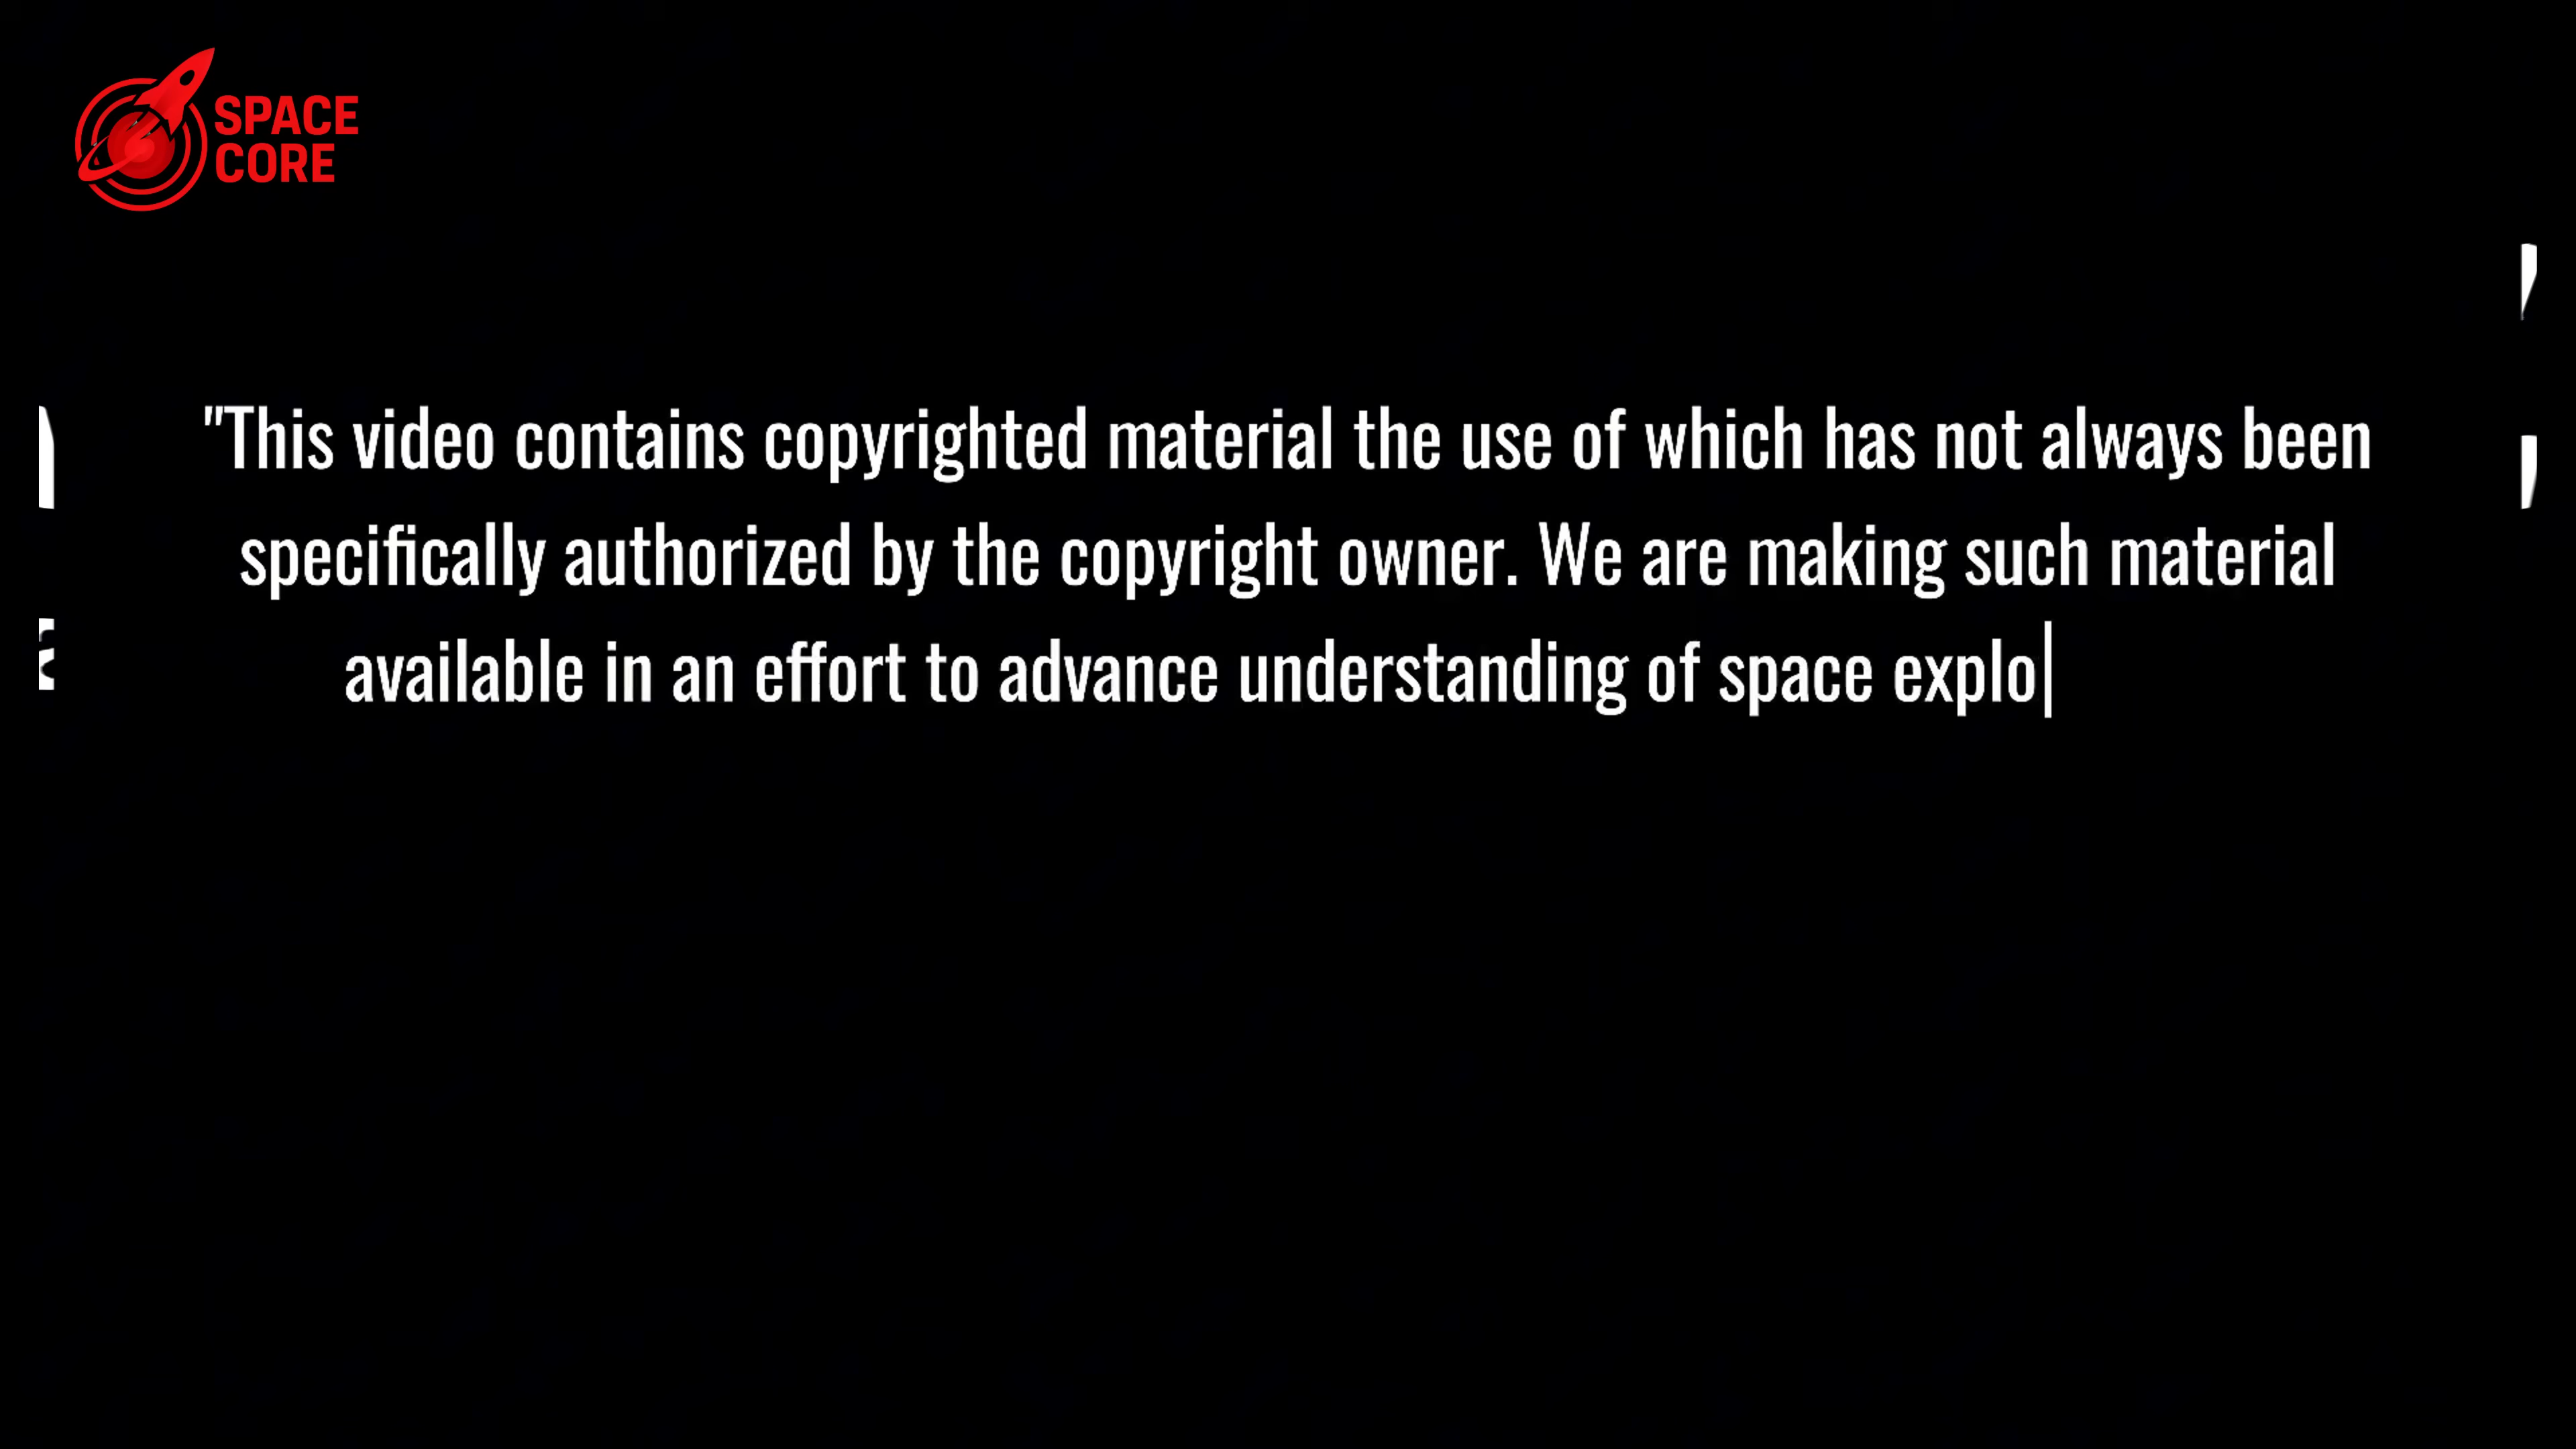 SPACE
CORE
"This video contains copyrighted material the use of which has not always been
specifically authorized by the copyright owner. We are making such material
available in an effort to advance understanding of space explo